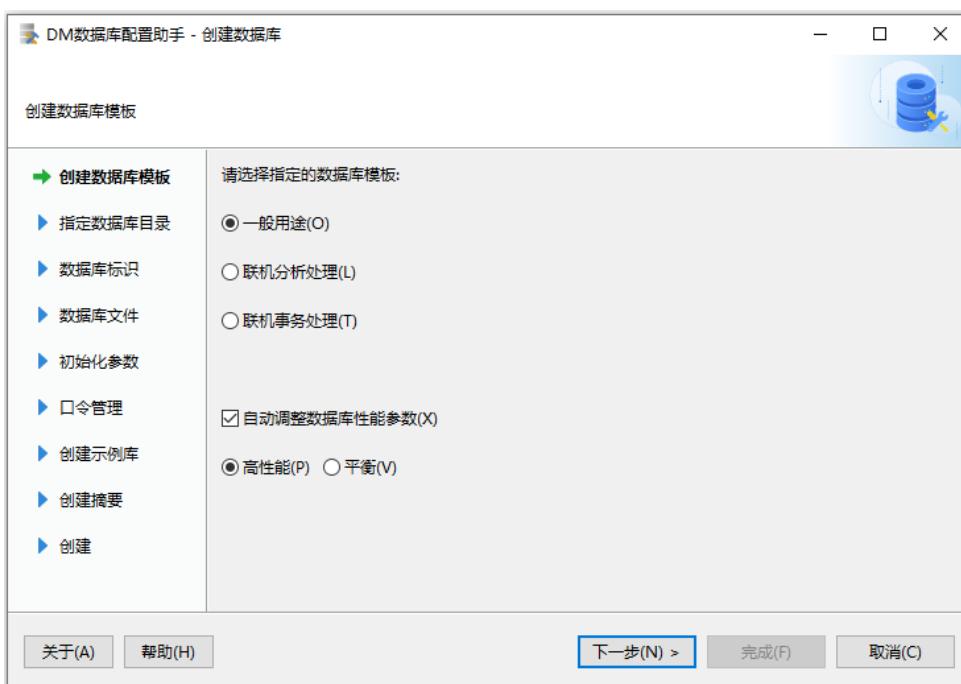 DM数据库配置助手 - 创建数据库
创建数据库模板
创建数据库模板
指定数据库目录
数据库标识
数据库文件
初始化参数
口令管理
创建示例库
创建摘要
创建
请选择指定的数据库模板:
一般用途(O)
联机分析处理(L)
联机事务处理(T)
自动调整数据库性能参数(X)
高性能(P) 平衡(V)
关于(A) 帮助(H) 下一步(N) > 完成(F) 取消(C)